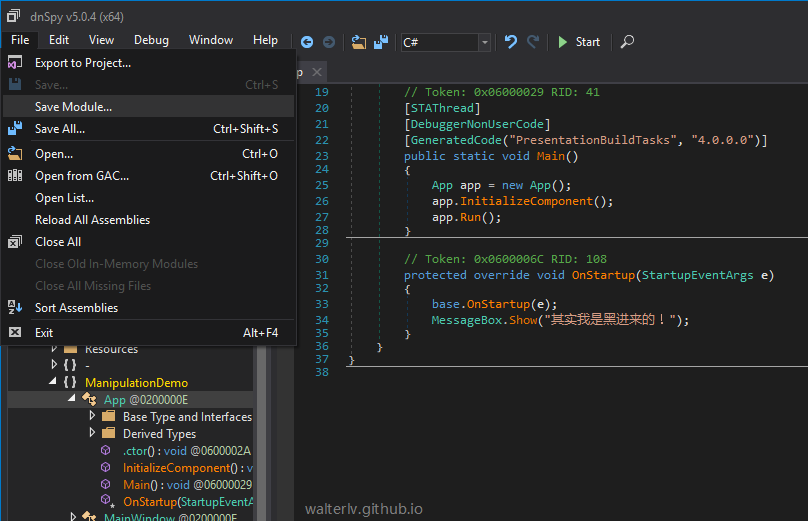 dnSpy v5.0.4 (x64)
File Edit View Debug Window Help C# Start
Export to Project...
Save... Ctrl+S
Save Module...
Save All... Ctrl+Shift+S
Open... Ctrl+O
Open from GAC... Ctrl+Shift+O
Open List...
Reload All Assemblies
Close All
Close Old In-Memory Modules
Close All Missing Files
Sort Assemblies
Exit Alt+F4
Resources
{ } -
{ } ManipulationDemo
App @0200000E
Base Type and Interfaces
Derived Types
.ctor() : void @0600002A
InitializeComponent() : v
Main() : void @06000029
OnStartup(StartupEventA
MainWindow @0200000F
p
19 // Token: 0x06000029 RID: 41
20 [STAThread]
21 [DebuggerNonUserCode]
22 [GeneratedCode("PresentationBuildTasks", "4.0.0.0")]
23 public static void Main()
24 {
25 App app = new App();
26 app.InitializeComponent();
27 app.Run();
28 }
29
30 // Token: 0x0600006C RID: 108
31 protected override void OnStartup(StartupEventArgs e)
32 {
33 base.OnStartup(e);
34 MessageBox.Show("其实我是黑进来的！");
35 }
36 }
37 }
38
walterlv.github.io